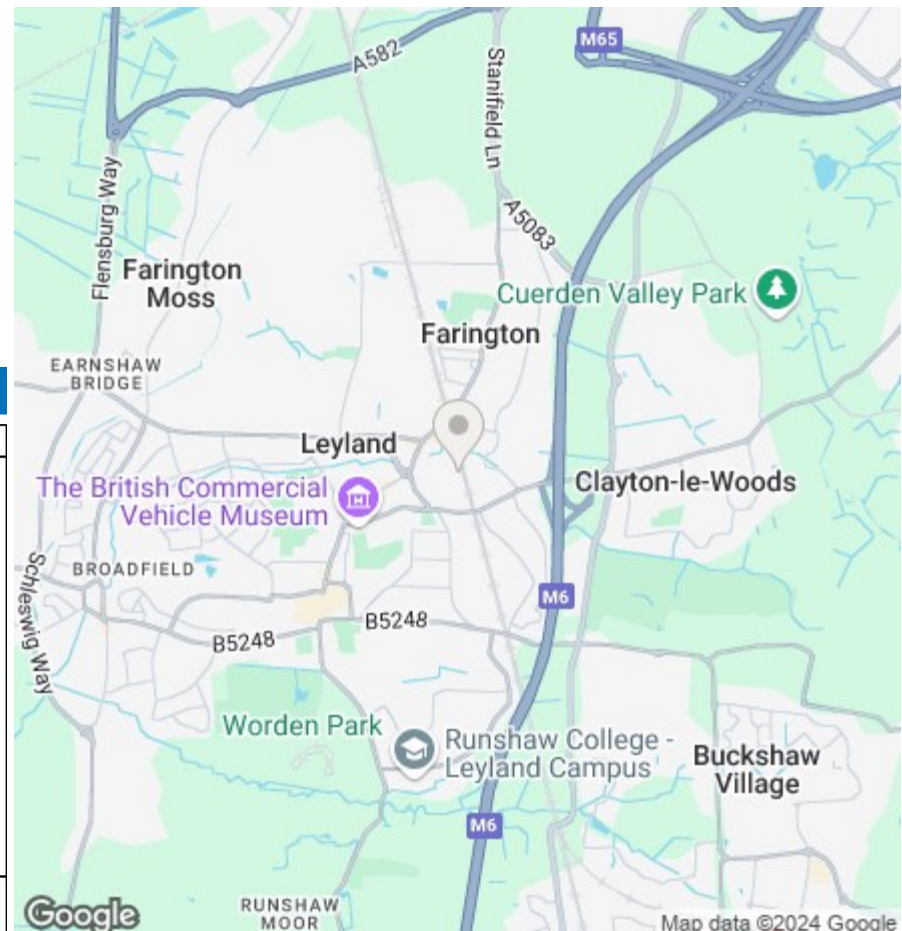 M65
A582
Stanifield Ln
Flensburg Way
A5083
Farington
Moss
Cuerden Valley Park
Farington
EARNSHAW
BRIDGE
Leyland
The British Commercial
Vehicle Museum
Clayton-le-Woods
BROADFIELD
Schleswig Way
M6
B5248
B5248
Worden Park
Runshaw College -
Leyland Campus
Buckshaw
Village
M6
RUNSHAW
MOOR
Google
Map data ©2024 Google